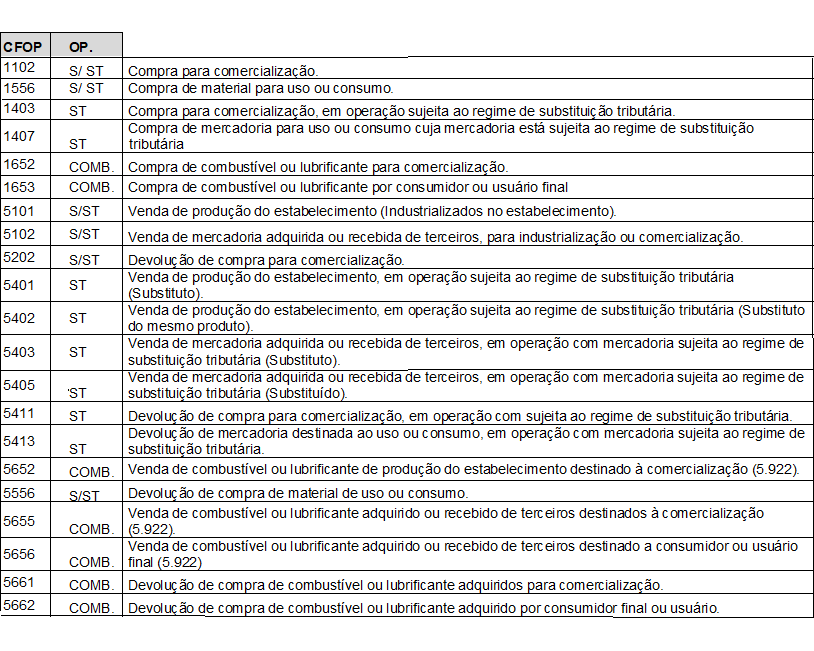 CFOP OP.
1102 S/ ST Compra para comercialização.
1556 S/ ST Compra de material para uso ou consumo.
1403 ST Compra para comercialização, em operação sujeita ao regime de substituição tributária.
1407 ST Compra de mercadoria para uso ou consumo cuja mercadoria está sujeita ao regime de substituição
tributária
1652 COMB. Compra de combustível ou lubrificante para comercialização.
1653 COMB. Compra de combustível ou lubrificante por consumidor ou usuário final
5101 S/ST Venda de produção do estabelecimento (Industrializados no estabelecimento).
5102 S/ST Venda de mercadoria adquirida ou recebida de terceiros, para industrialização ou comercialização.
5202 S/ST Devolução de compra para comercialização.
5401 ST Venda de produção do estabelecimento, em operação sujeita ao regime de substituição tributária
(Substituto).
5402 ST Venda de produção do estabelecimento, em operação sujeita ao regime de substituição tributária (Substituto
do mesmo produto).
5403 ST Venda de mercadoria adquirida ou recebida de terceiros, em operação com mercadoria sujeita ao regime de
substituição tributária (Substituto).
5405 'ST Venda de mercadoria adquirida ou recebida de terceiros, em operação com mercadoria sujeita ao regime de
substituição tributária (Substituído).
5411 ST Devolução de compra para comercialização, em operação com sujeita ao regime de substituição tributária.
5413 ST Devolução de mercadoria destinada ao uso ou consumo, em operação com mercadoria sujeita ao regime de
substituição tributária.
5652 COMB. Venda de combustível ou lubrificante de produção do estabelecimento destinado à comercialização (5.922).
5556 S/ST Devolução de compra de material de uso ou consumo.
5655 COMB. Venda de combustível ou lubrificante adquirido ou recebido de terceiros destinados à comercialização
(5.922).
5656 COMB. Venda de combustível ou lubrificante adquirido ou recebido de terceiros destinado a consumidor ou usuário
final (5.922)
5661 COMB. Devolução de compra de combustível ou lubrificante adquiridos para comercialização.
5662 COMB. Devolução de compra de combustível ou lubrificante adquirido por consumidor final ou usuário.